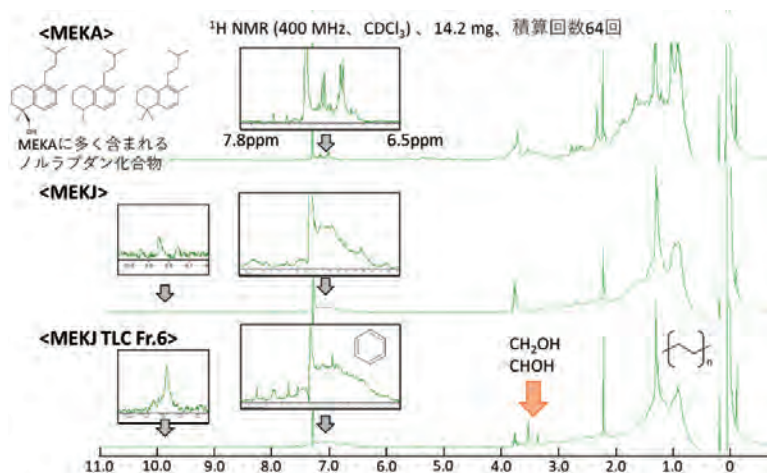 <MEKA>
¹H NMR (400 MHz、CDCl₃) 、14.2 mg、積算回数64回
OH
MEKAに多く含まれる
ノルラブダン化合物
7.8ppm
6.5ppm
<MEKJ>
<MEKJ TLC Fr.6>
CH₂OH
CHOH
n
11.0 10.0 9.0 8.0 7.0 6.0 5.0 4.0 3.0 2.0 1.0 0